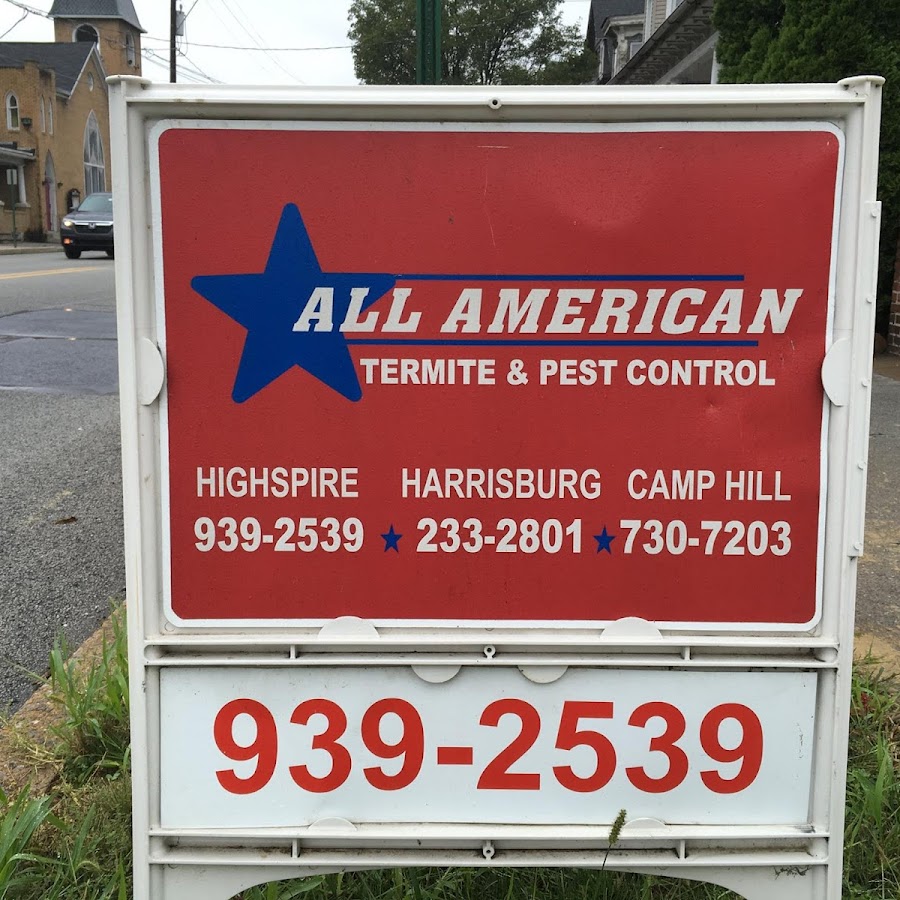 ALL AMERICAN
TERMITE & PEST CONTROL
HIGHSPIRE HARRISBURG CAMP HILL
939-2539 ★ 233-2801 ★ 730-7203
939-2539